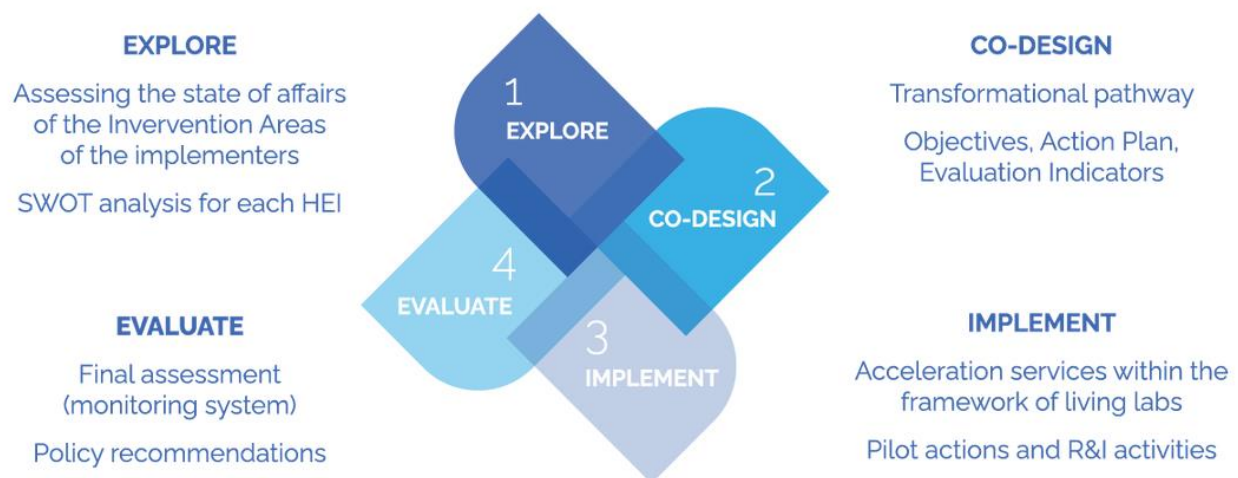 EXPLORE
Assessing the state of affairs
of the Invervention Areas
of the implementers
SWOT analysis for each HEI
1
EXPLORE
2
CO-DESIGN
CO-DESIGN
Transformational pathway
Objectives, Action Plan,
Evaluation Indicators
4
EVALUATE
3
IMPLEMENT
EVALUATE
Final assessment
(monitoring system)
Policy recommendations
IMPLEMENT
Acceleration services within the
framework of living labs
Pilot actions and R&I activities